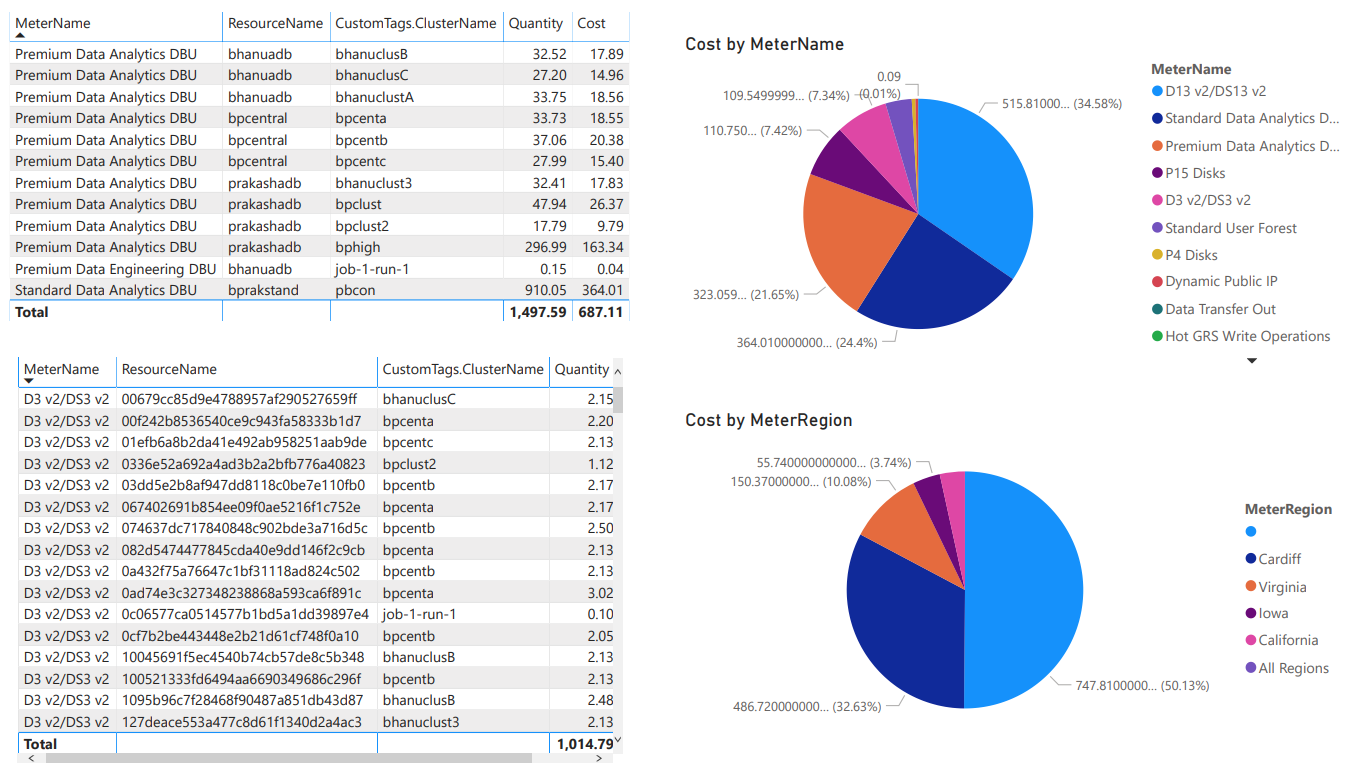 MeterName ResourceName CustomTags.ClusterName Quantity Cost
Premium Data Analytics DBU bhanuadb bhanuclusB 32.52 17.89
Premium Data Analytics DBU bhanuadb bhanuclusC 27.20 14.96
Premium Data Analytics DBU bhanuadb bhanuclustA 33.75 18.56
Premium Data Analytics DBU bpcentral bpcenta 33.73 18.55
Premium Data Analytics DBU bpcentral bpcentb 37.06 20.38
Premium Data Analytics DBU bpcentral bpcentc 27.99 15.40
Premium Data Analytics DBU prakashadb bhanuclust3 32.41 17.83
Premium Data Analytics DBU prakashadb bpclust 47.94 26.37
Premium Data Analytics DBU prakashadb bpclust2 17.79 9.79
Premium Data Analytics DBU prakashadb bphigh 296.99 163.34
Premium Data Engineering DBU bhanuadb job-1-run-1 0.15 0.04
Standard Data Analytics DBU bprakstand pbcon 910.05 364.01
Total 1,497.59 687.11
MeterName ResourceName CustomTags.ClusterName Quantity
D3 v2/DS3 v2 00679cc85d9e4788957af290527659ff bhanuclusC 2.15
D3 v2/DS3 v2 00f242b8536540ce9c943fa58333b1d7 bpcenta 2.20
D3 v2/DS3 v2 01efb6a8b2da41e492ab958251aab9de bpcentc 2.13
D3 v2/DS3 v2 0336e52a692a4ad3b2a2bfb776a40823 bpclust2 1.12
D3 v2/DS3 v2 03dd5e2b8af947dd8118c0be7e110fb0 bpcentb 2.17
D3 v2/DS3 v2 067402691b854ee09f0ae5216f1c752e bpcenta 2.17
D3 v2/DS3 v2 074637dc717840848c902bde3a716d5c bpcentb 2.50
D3 v2/DS3 v2 082d5474477845cda40e9dd146f2c9cb bpcenta 2.13
D3 v2/DS3 v2 0a432f75a76647c1bf31118ad824c502 bpcentb 2.13
D3 v2/DS3 v2 0ad74e3c327348238868a593ca6f891c bpcenta 3.02
D3 v2/DS3 v2 0c06577ca0514577b1bd5a1dd39897e4 job-1-run-1 0.10
D3 v2/DS3 v2 0cf7b2be443448e2b21d61cf748f0a10 bpcentb 2.05
D3 v2/DS3 v2 10045691f5ec4540b74cb57de8c5b348 bhanuclusB 2.13
D3 v2/DS3 v2 100521333fd6494aa6690349686c296f bpcentb 2.13
D3 v2/DS3 v2 1095b96c7f28468f90487a851db43d87 bhanuclusB 2.48
D3 v2/DS3 v2 127deace553a477c8d61f1340d2a4ac3 bhanuclust3 2.13
Total 1,014.79
Cost by MeterName
0.09
(0.01%)
109.5499999... (7.34%)
515.81000... (34.58%)
110.750... (7.42%)
323.059... (21.65%)
364.010000000... (24.4%)
MeterName
D13 v2/DS13 v2
Standard Data Analytics D...
Premium Data Analytics D...
P15 Disks
D3 v2/DS3 v2
Standard User Forest
P4 Disks
Dynamic Public IP
Data Transfer Out
Hot GRS Write Operations
Cost by MeterRegion
55.740000000000... (3.74%)
150.37000000... (10.08%)
486.720000000... (32.63%)
747.8100000... (50.13%)
MeterRegion
Cardiff
Virginia
Iowa
California
All Regions